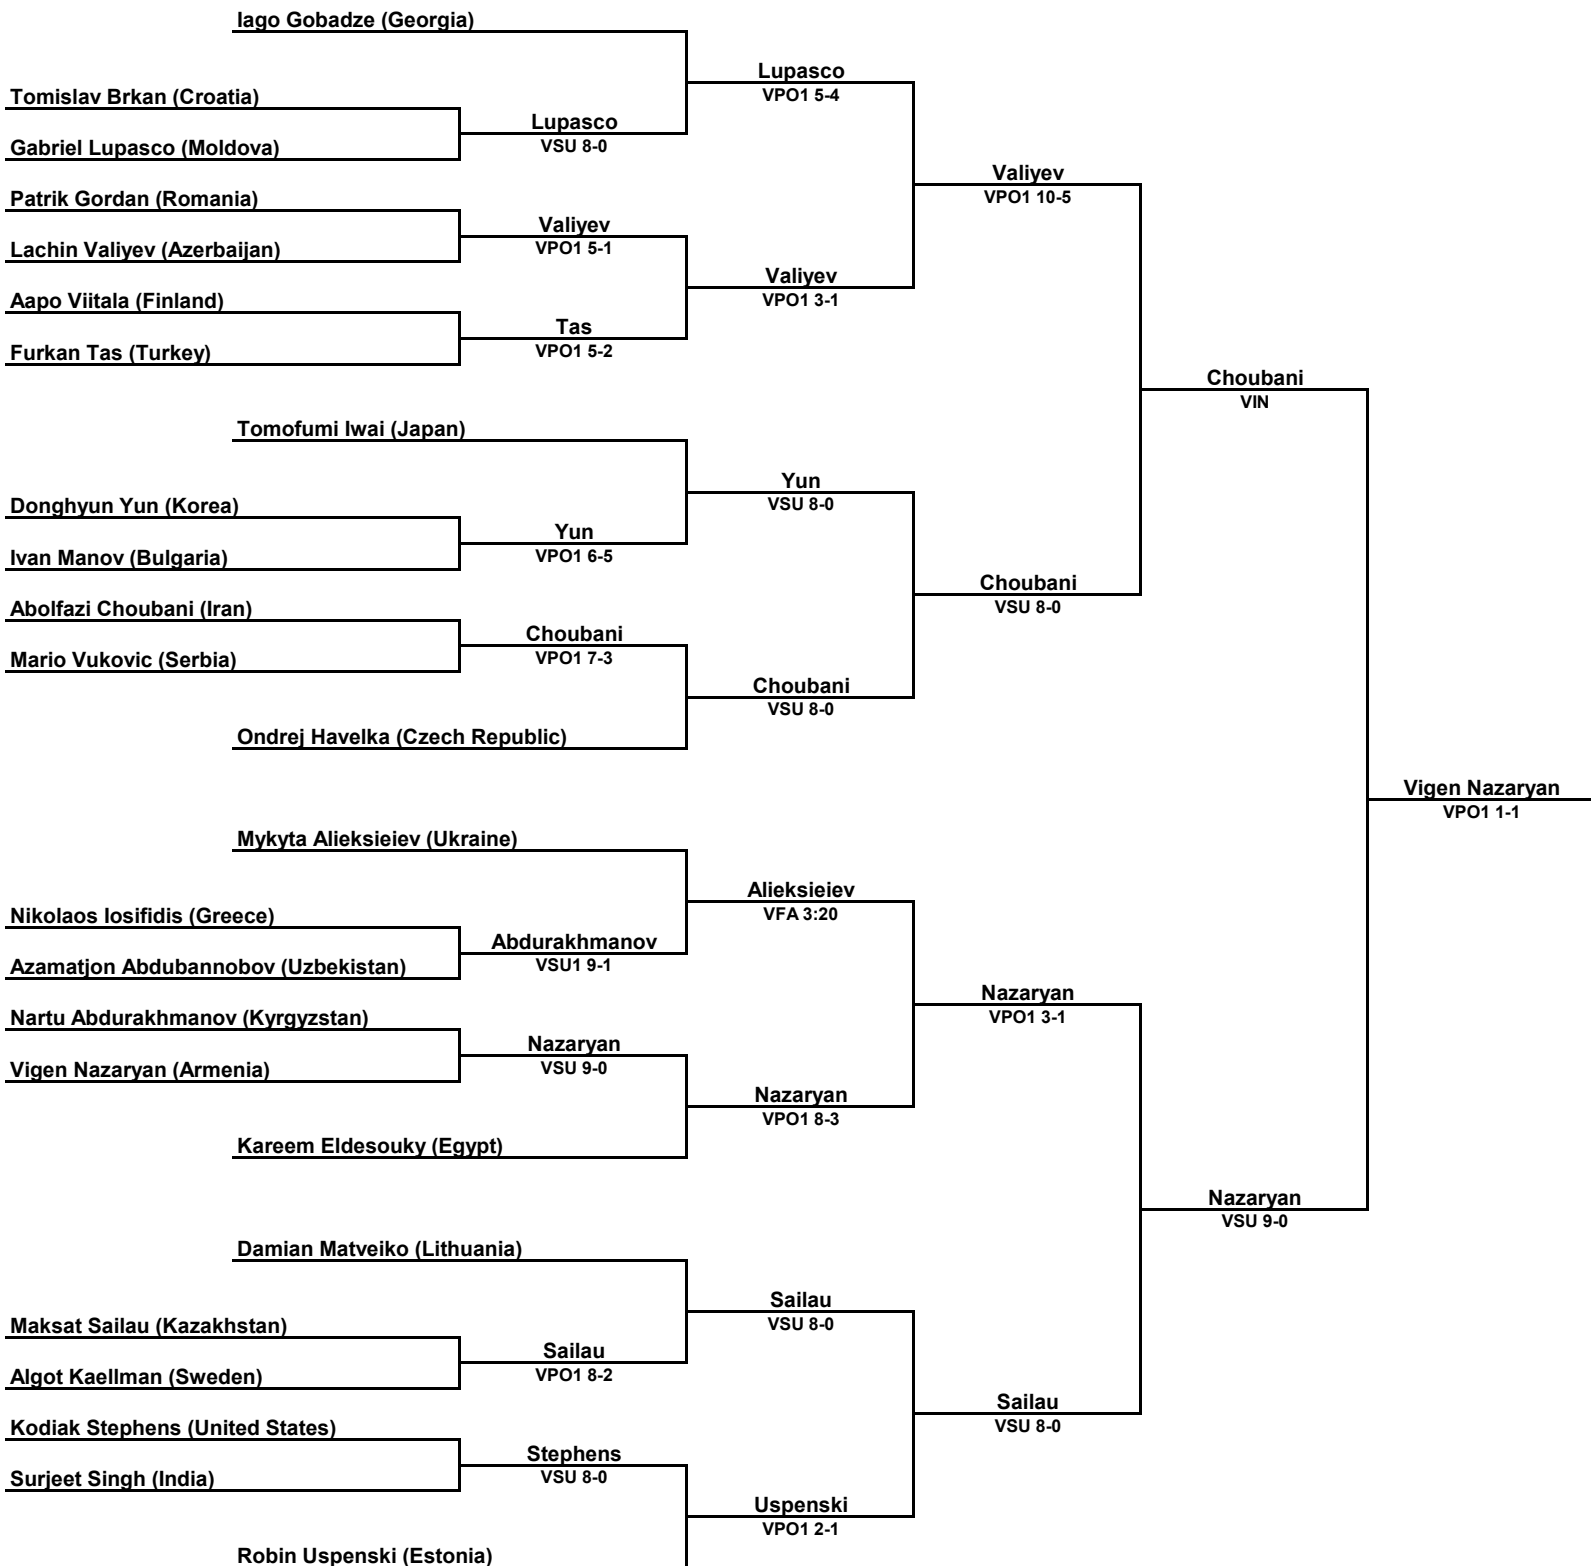 Iago Gobadze (Georgia)
Lupasco
VPO1 5-4
Tomislav Brkan (Croatia)
Lupasco
VSU 8-0
Gabriel Lupasco (Moldova)
Valiyev
VPO1 10-5
Patrik Gordan (Romania)
Valiyev
VPO1 5-1
Lachin Valiyev (Azerbaijan)
Valiyev
VPO1 3-1
Aapo Viitala (Finland)
Tas
VPO1 5-2
Furkan Tas (Turkey)
Choubani
VIN
Tomofumi Iwai (Japan)
Yun
VSU 8-0
Donghyun Yun (Korea)
Yun
VPO1 6-5
Ivan Manov (Bulgaria)
Choubani
VSU 8-0
Abolfazi Choubani (Iran)
Choubani
VPO1 7-3
Mario Vukovic (Serbia)
Choubani
VSU 8-0
Ondrej Havelka (Czech Republic)
Vigen Nazaryan
VPO1 1-1
Mykyta Alieksieiev (Ukraine)
Alieksieiev
VFA 3:20
Nikolaos Iosifidis (Greece)
Abdurakhmanov
VSU1 9-1
Azamatjon Abdubannobov (Uzbekistan)
Nazaryan
VPO1 3-1
Nartu Abdurakhmanov (Kyrgyzstan)
Nazaryan
VSU 9-0
Vigen Nazaryan (Armenia)
Nazaryan
VPO1 8-3
Kareem Eldesouky (Egypt)
Nazaryan
VSU 9-0
Damian Matveiko (Lithuania)
Sailau
VSU 8-0
Maksat Sailau (Kazakhstan)
Sailau
VPO1 8-2
Algot Kaellman (Sweden)
Sailau
VSU 8-0
Kodiak Stephens (United States)
Stephens
VSU 8-0
Surjeet Singh (India)
Uspenski
VPO1 2-1
Robin Uspenski (Estonia)